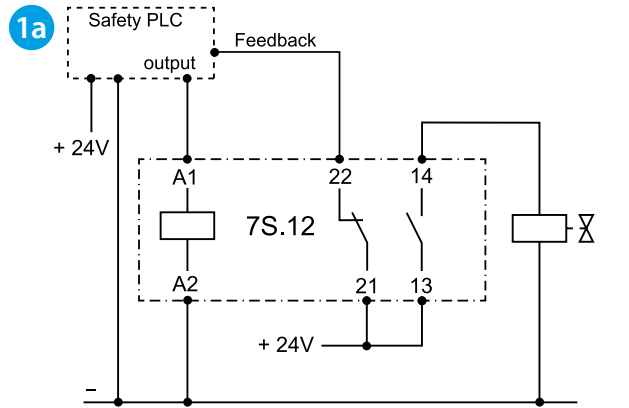 1a
Safety PLC
output
Feedback
+ 24V
A1
22
14
7S.12
A2
21
13
+ 24V
–